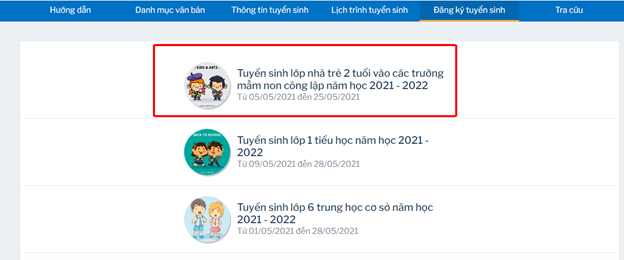 Hướng dẫn Danh mục văn bản Thông tin tuyển sinh Lịch trình tuyển sinh Đăng ký tuyển sinh Tra cứu
KIDS & ARTS
Tuyển sinh lớp nhà trẻ 2 tuổi vào các trường
mầm non công lập năm học 2021 - 2022
Từ 05/05/2021 đến 25/05/2021
BACK TO SCHOOL
Tuyển sinh lớp 1 tiểu học năm học 2021 -
2022
Từ 09/05/2021 đến 28/05/2021
Tuyển sinh lớp 6 trung học cơ sở năm học
2021 - 2022
Từ 01/05/2021 đến 28/05/2021